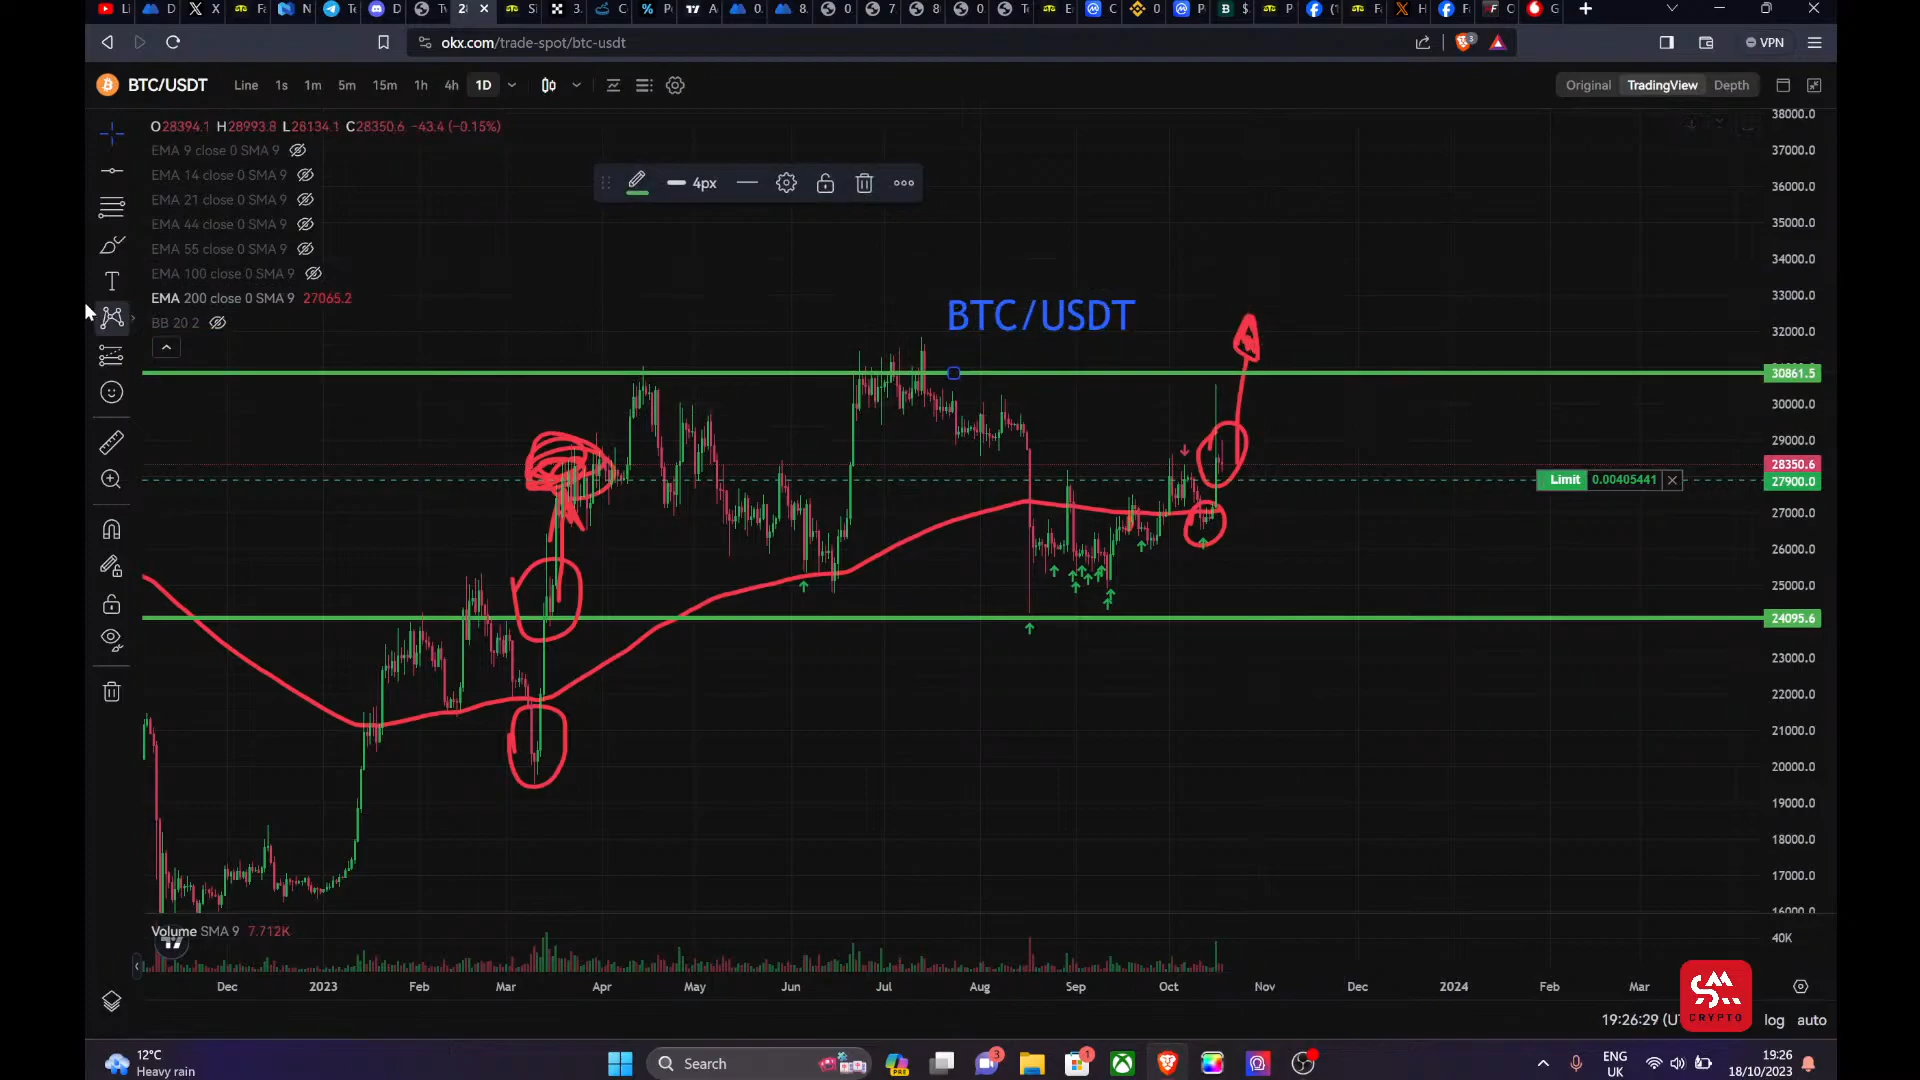 okx.com/trade-spot/btc-usdt
3
VPN
BTC/USDT
Line 1s 1m 5m 15m 1h 4h 1D
Original TradingView Depth
O28394.1 H28993.8 L28134.1 C28350.6 −43.4 (−0.15%)
EMA 9 close 0 SMA 9
EMA 14 close 0 SMA 9
EMA 21 close 0 SMA 9
EMA 44 close 0 SMA 9
EMA 55 close 0 SMA 9
EMA 100 close 0 SMA 9
EMA 200 close 0 SMA 9 27065.2
BB 20 2
4px
BTC/USDT
38000.0
37000.0
36000.0
35000.0
34000.0
33000.0
32000.0
30861.5
30000.0
29000.0
28350.6
Limit 0.00405441
27900.0
27000.0
26000.0
25000.0
24095.6
23000.0
22000.0
21000.0
20000.0
19000.0
18000.0
17000.0
16000.0
Volume SMA 9 7.712K
40K
Dec 2023 Feb Mar Apr May Jun Jul Aug Sep Oct Nov Dec 2024 Feb Mar
CRYPTO
19:26:29
log auto
12°C
Heavy rain
Search
PRE
3
1
ENG
UK
19:26
18/10/2023